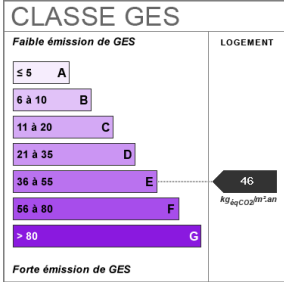 CLASSE GES
Faible émission de GES
LOGEMENT
≤ 5 A
6 à 10 B
11 à 20 C
21 à 35 D
36 à 55 E
46
kgéqCO2/m².an
56 à 80 F
> 80 G
Forte émission de GES